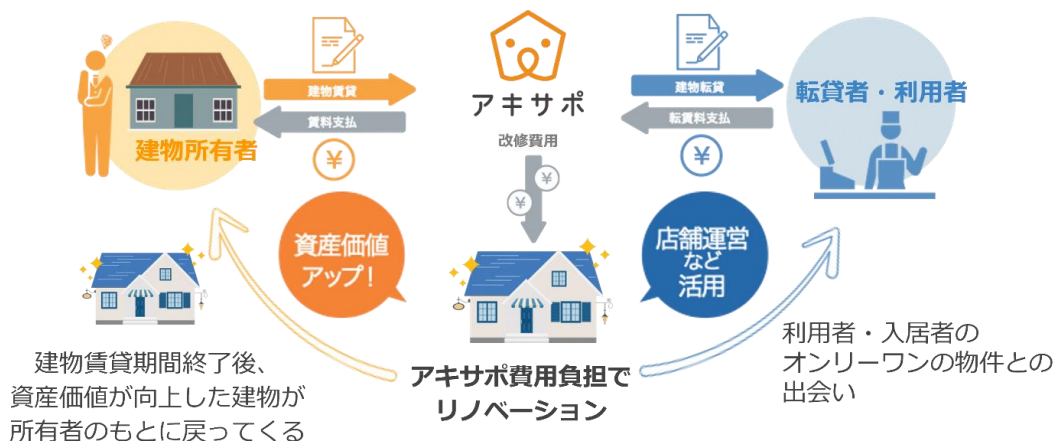 建物賃貸
賃料支払
建物所有者
アキサポ
改修費用
建物転貸
転賃料支払
転貸者・利用者
¥
¥
¥
¥
資産価値
アップ！
店舗運営
など
活用
建物賃貸期間終了後、
資産価値が向上した建物が
所有者のもとに戻ってくる
アキサポ費用負担で
リノベーション
利用者・入居者の
オンリーワンの物件との
出会い